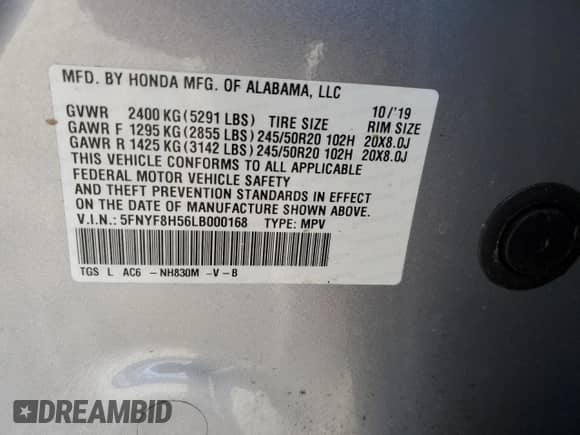 MFD. BY HONDA MFG. OF ALABAMA, LLC
10/'19
GVWR 2400 KG(5291 LBS) TIRE SIZE RIM SIZE
GAWR F 1295 KG(2855 LBS)245/50R20 102H 20X8.0J
GAWR R 1425 KG(3142 LBS)245/50R20 102H 20X8.0J
THIS VEHICLE CONFORMS TO ALL APPLICABLE
FEDERAL MOTOR VEHICLE SAFETY
AND THEFT PREVENTION STANDARDS IN EFFECT
ON THE DATE OF MANUFACTURE SHOWN ABOVE.
V.I.N.: 5FNYF8H56LB000168 TYPE: MPV
TGS L AC6 -NH830M -V-B
DREAMBID